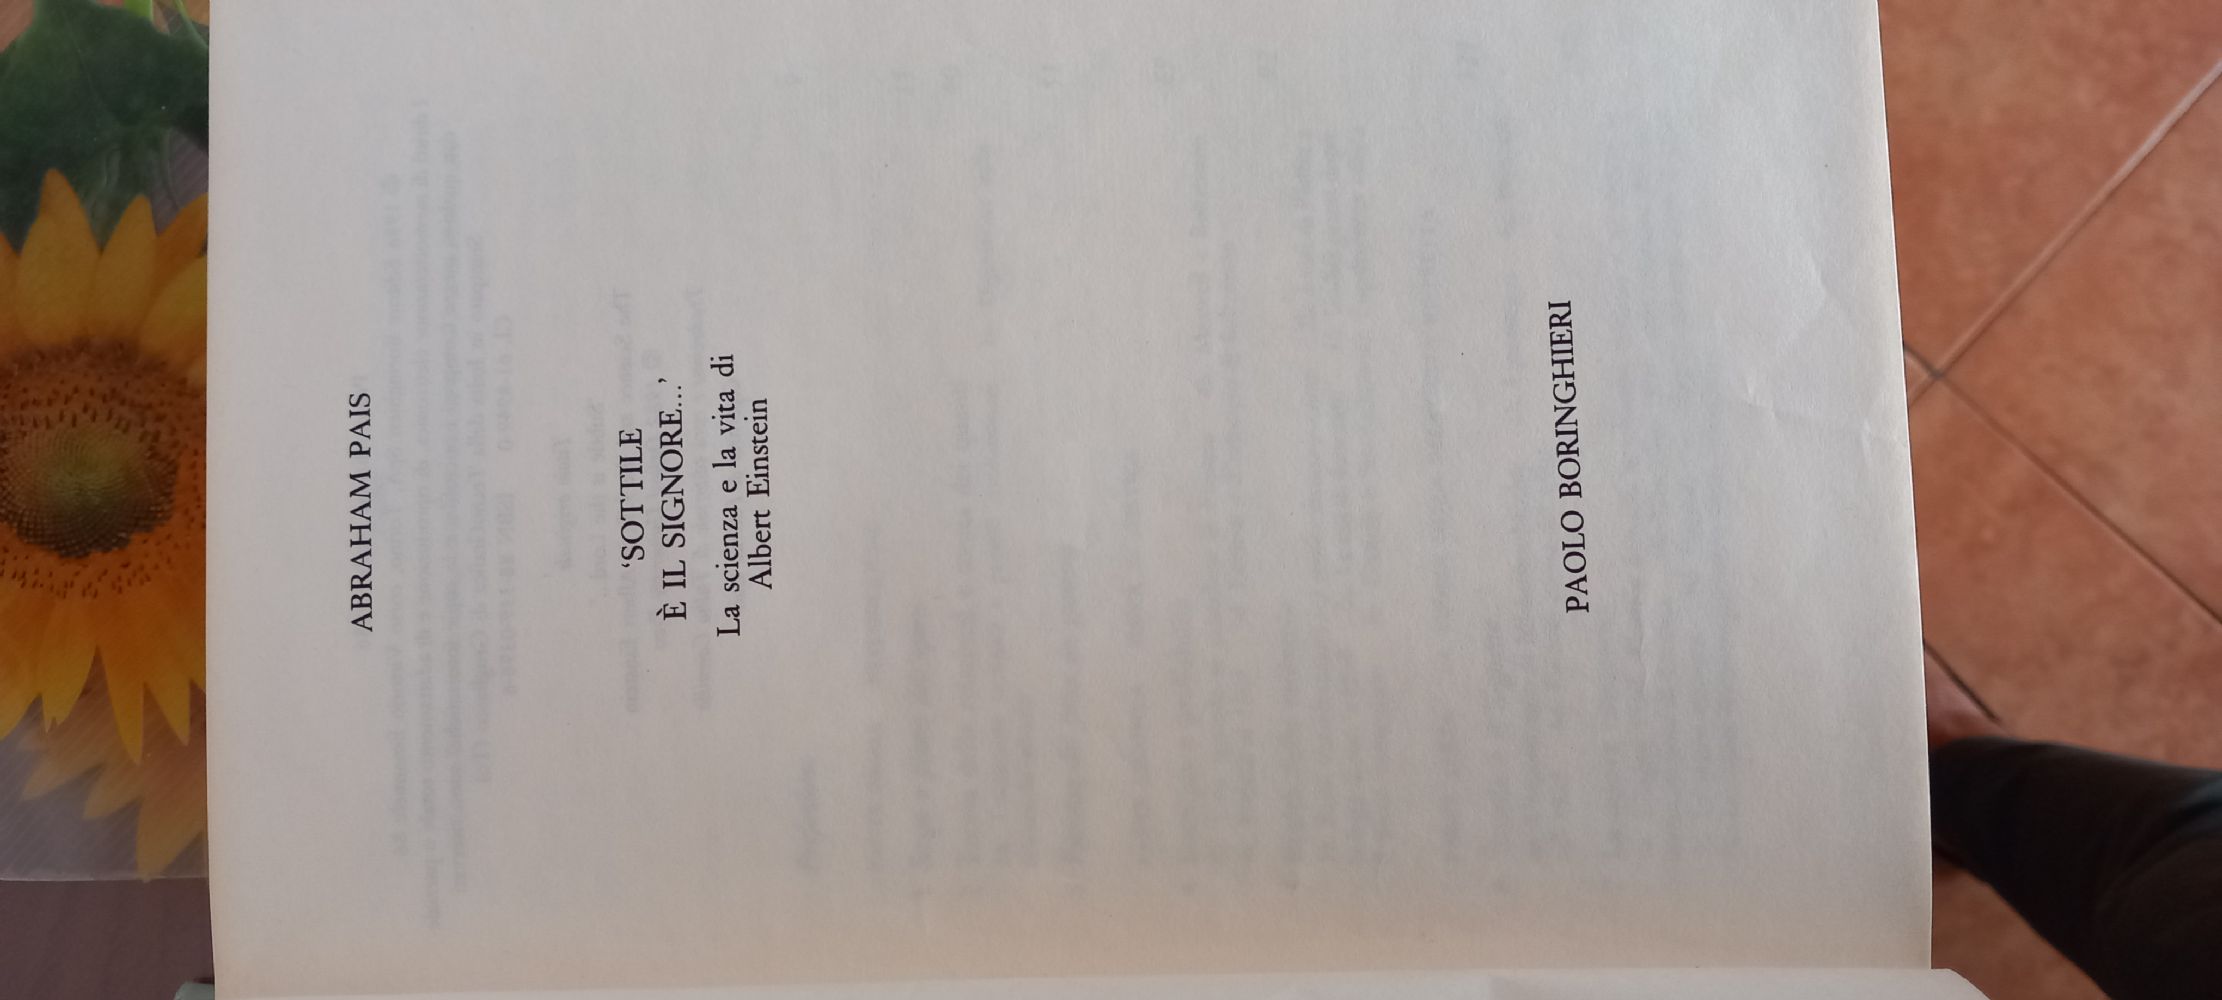 ABRAHAM PAIS
‘SOTTILE
È IL SIGNORE...’
La scienza e la vita di
Albert Einstein
PAOLO BORINGHIERI